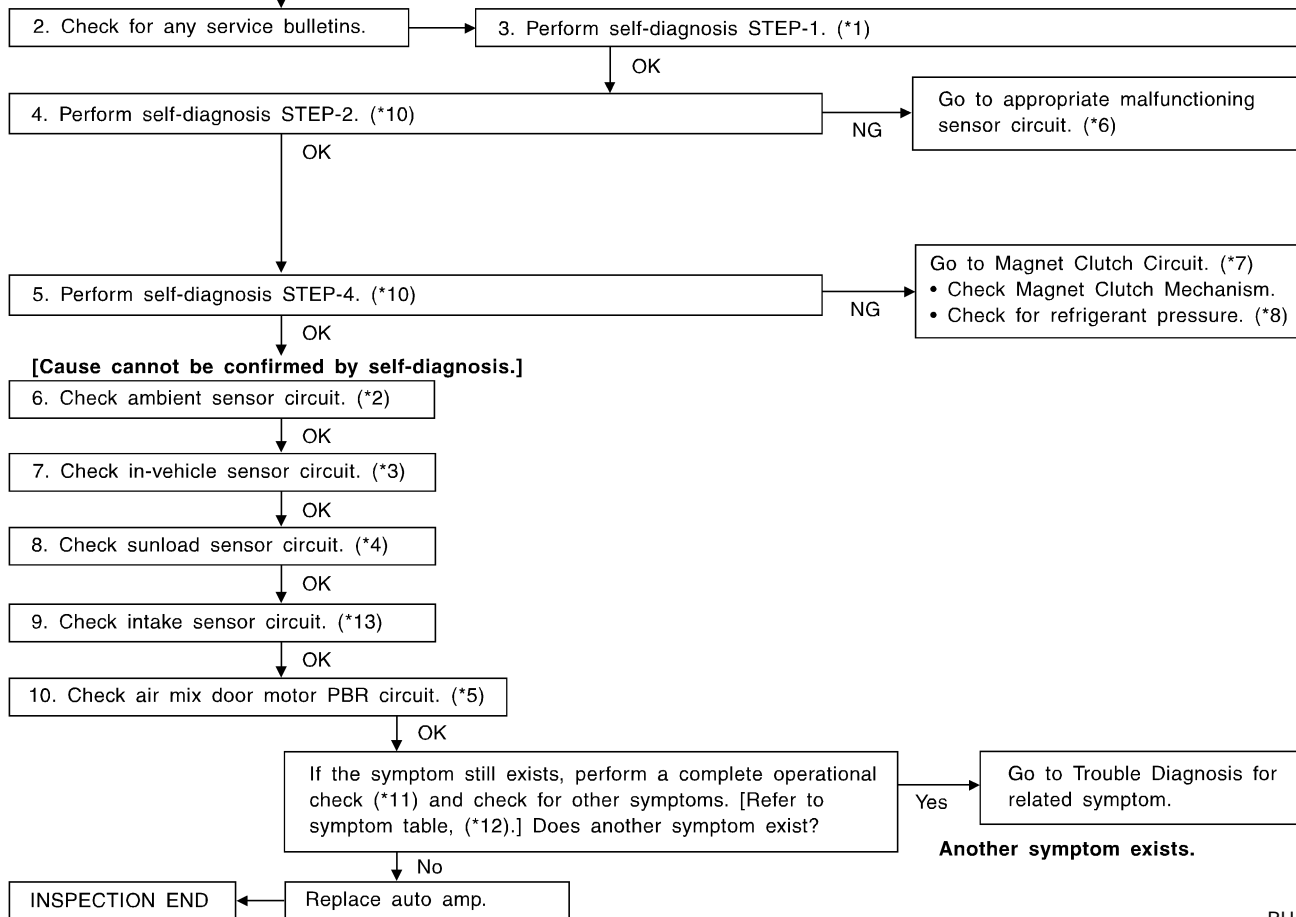 2. Check for any service bulletins.
3. Perform self-diagnosis STEP-1. (*1)
OK
4. Perform self-diagnosis STEP-2. (*10)
NG
Go to appropriate malfunctioning
sensor circuit. (*6)
OK
5. Perform self-diagnosis STEP-4. (*10)
NG
Go to Magnet Clutch Circuit. (*7)
• Check Magnet Clutch Mechanism.
• Check for refrigerant pressure. (*8)
OK
[Cause cannot be confirmed by self-diagnosis.]
6. Check ambient sensor circuit. (*2)
OK
7. Check in-vehicle sensor circuit. (*3)
OK
8. Check sunload sensor circuit. (*4)
OK
9. Check intake sensor circuit. (*13)
OK
10. Check air mix door motor PBR circuit. (*5)
OK
If the symptom still exists, perform a complete operational
check (*11) and check for other symptoms. [Refer to
symptom table, (*12).] Does another symptom exist?
Yes
Go to Trouble Diagnosis for
related symptom.
Another symptom exists.
No
Replace auto amp.
INSPECTION END